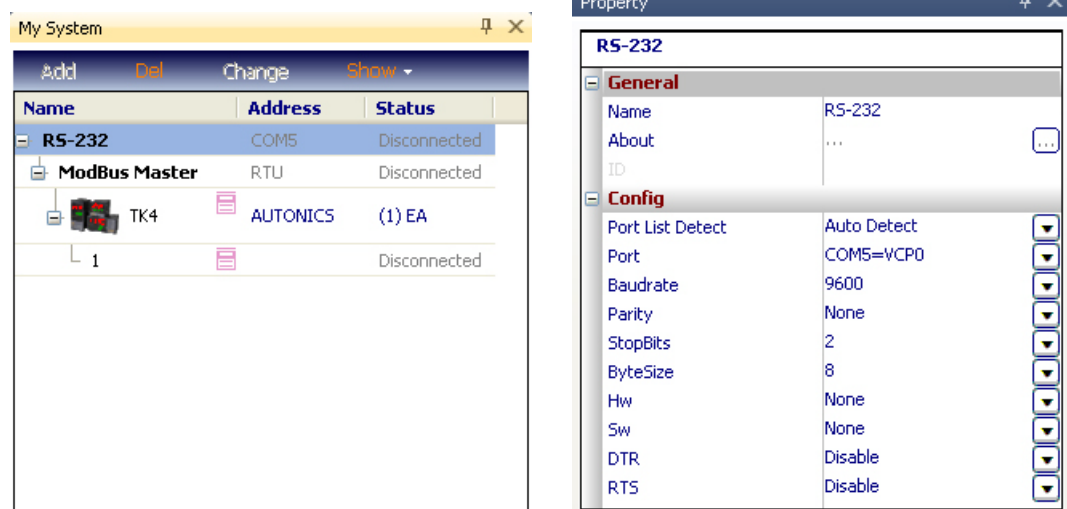 My System
Add Del Change Show
Name Address Status
RS-232 COM5 Disconnected
ModBus Master RTU Disconnected
TK4 AUTONICS (1) EA
1 Disconnected
Property
RS-232
General
Name RS-232
About ...
ID
Config
Port List Detect Auto Detect
Port COM5=VCP0
Baudrate 9600
Parity None
StopBits 2
ByteSize 8
Hw None
Sw None
DTR Disable
RTS Disable